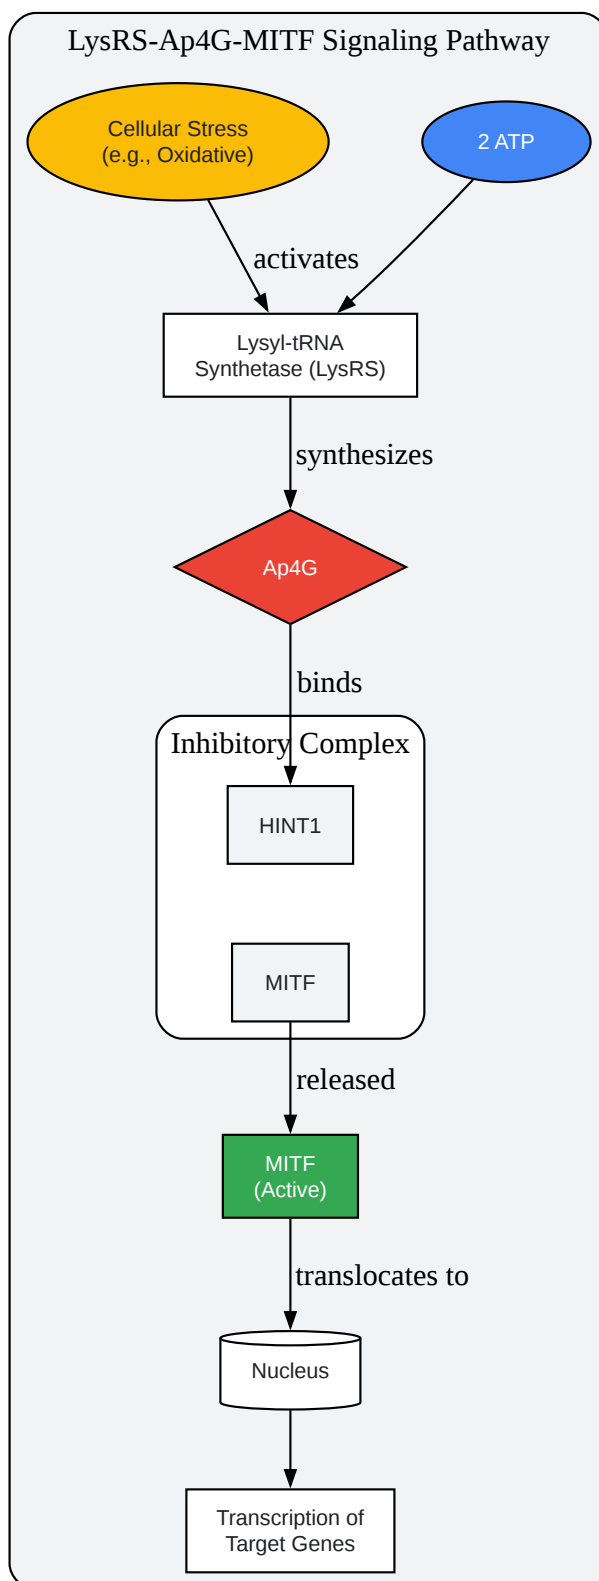 LysRS-Ap4G-MITF Signaling Pathway
Cellular Stress
(e.g., Oxidative)
2 ATP
activates
Lysyl-tRNA
Synthetase (LysRS)
synthesizes
Ap4G
binds
Inhibitory Complex
HINT1
MITF
released
MITF
(Active)
translocates to
Nucleus
Transcription of
Target Genes